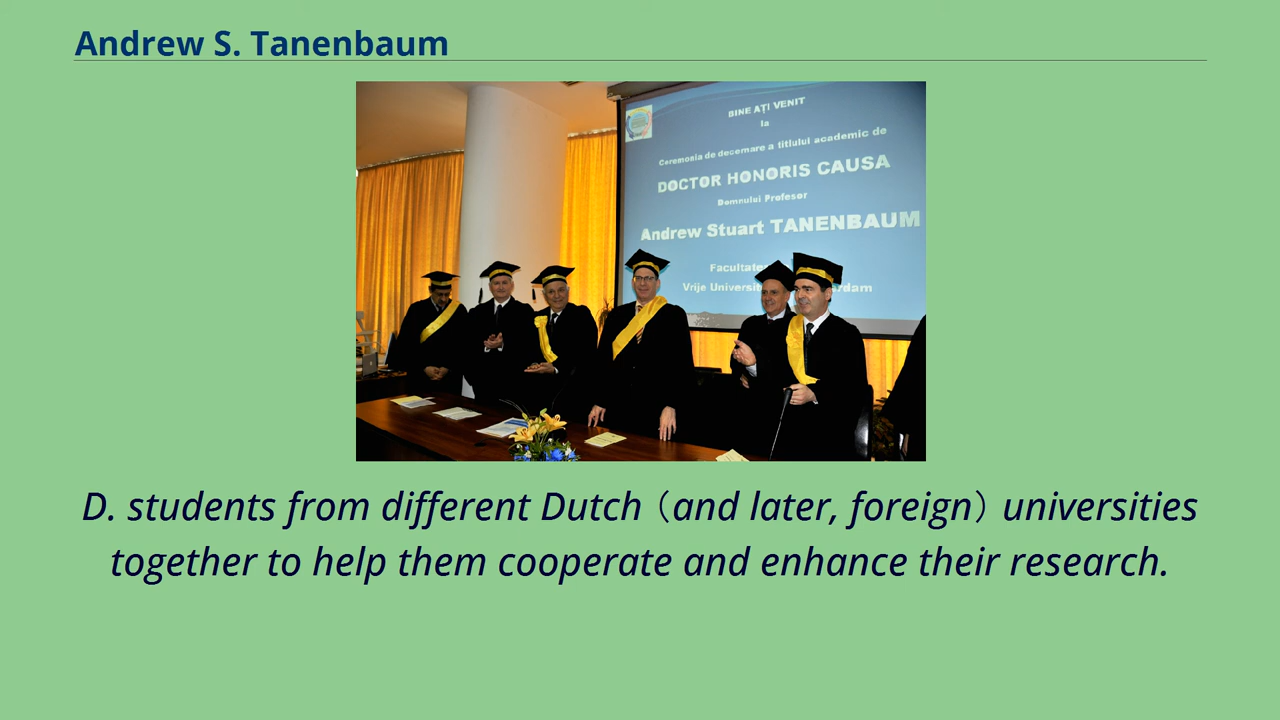 Andrew S. Tanenbaum
BINE AȚI VENIT
la
Ceremonia de decernare a titlului academic de
DOCTOR HONORIS CAUSA
Domnului Profesor
Andrew Stuart TANENBAUM
Facultatea
Vrije
D. students from different Dutch (and later, foreign) universities
together to help them cooperate and enhance their research.